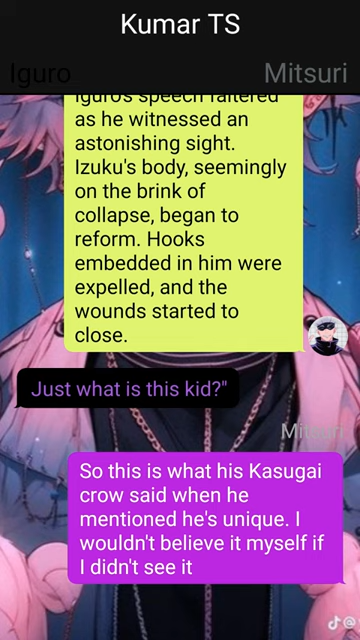 Kumar TS
Iguro
Mitsuri
Iguro's speech faltered
as he witnessed an
astonishing sight.
Izuku's body, seemingly
on the brink of
collapse, began to
reform. Hooks
embedded in him were
expelled, and the
wounds started to
close.
Just what is this kid?"
Mitsuri
So this is what his Kasugai
crow said when he
mentioned he's unique. I
wouldn't believe it myself if
I didn't see it
@